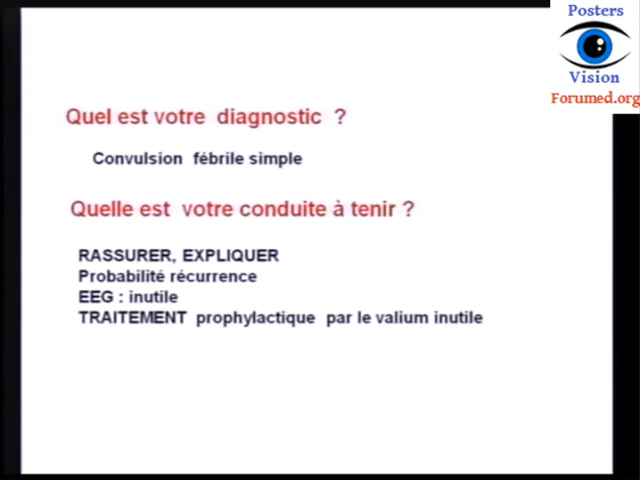 Posters
Vision
Forumed.org
Quel est votre diagnostic ?
Convulsion fébrile simple
Quelle est votre conduite à tenir ?
RASSURER, EXPLIQUER
Probabilité récurrence
EEG : inutile
TRAITEMENT prophylactique par le valium inutile